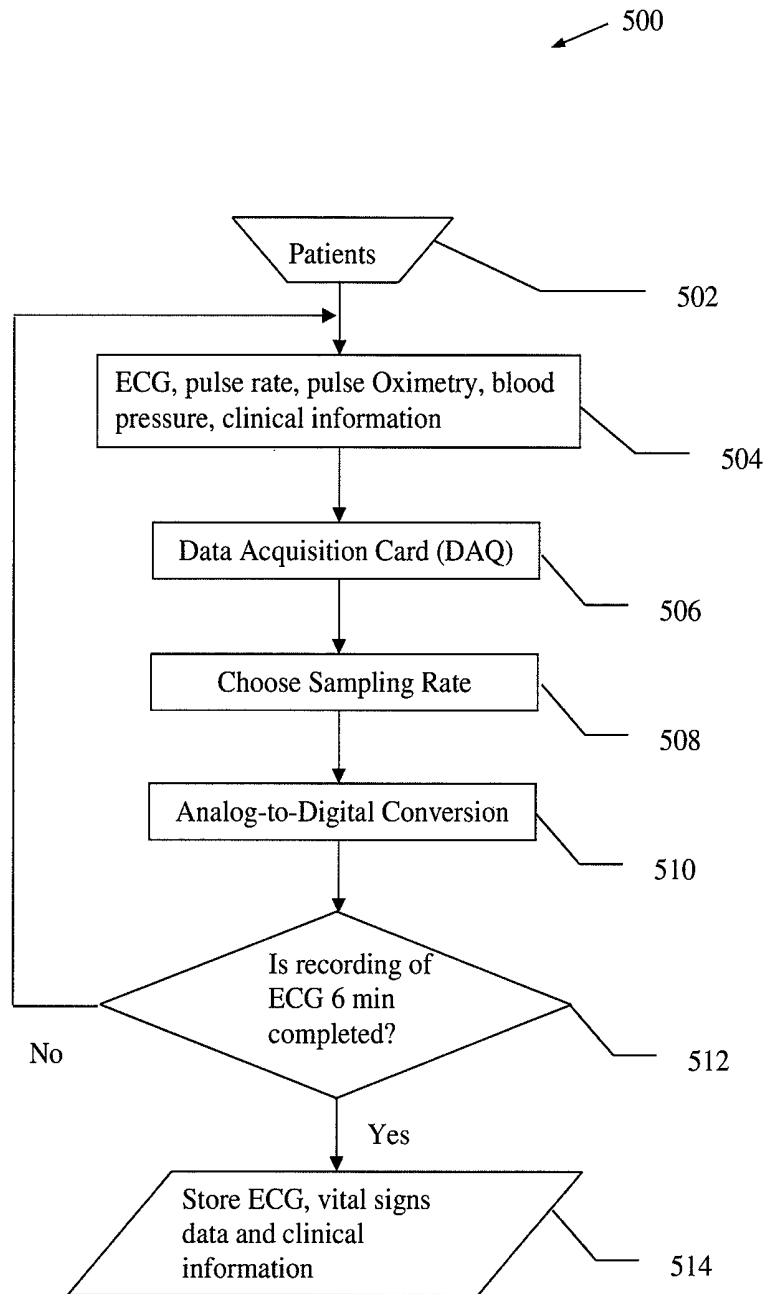 500
Patients
502
ECG, pulse rate, pulse Oximetry, blood
pressure, clinical information
504
Data Acquisition Card (DAQ)
506
Choose Sampling Rate
508
Analog-to-Digital Conversion
510
Is recording of
ECG 6 min
completed?
No
512
Yes
Store ECG, vital signs
data and clinical
information
514